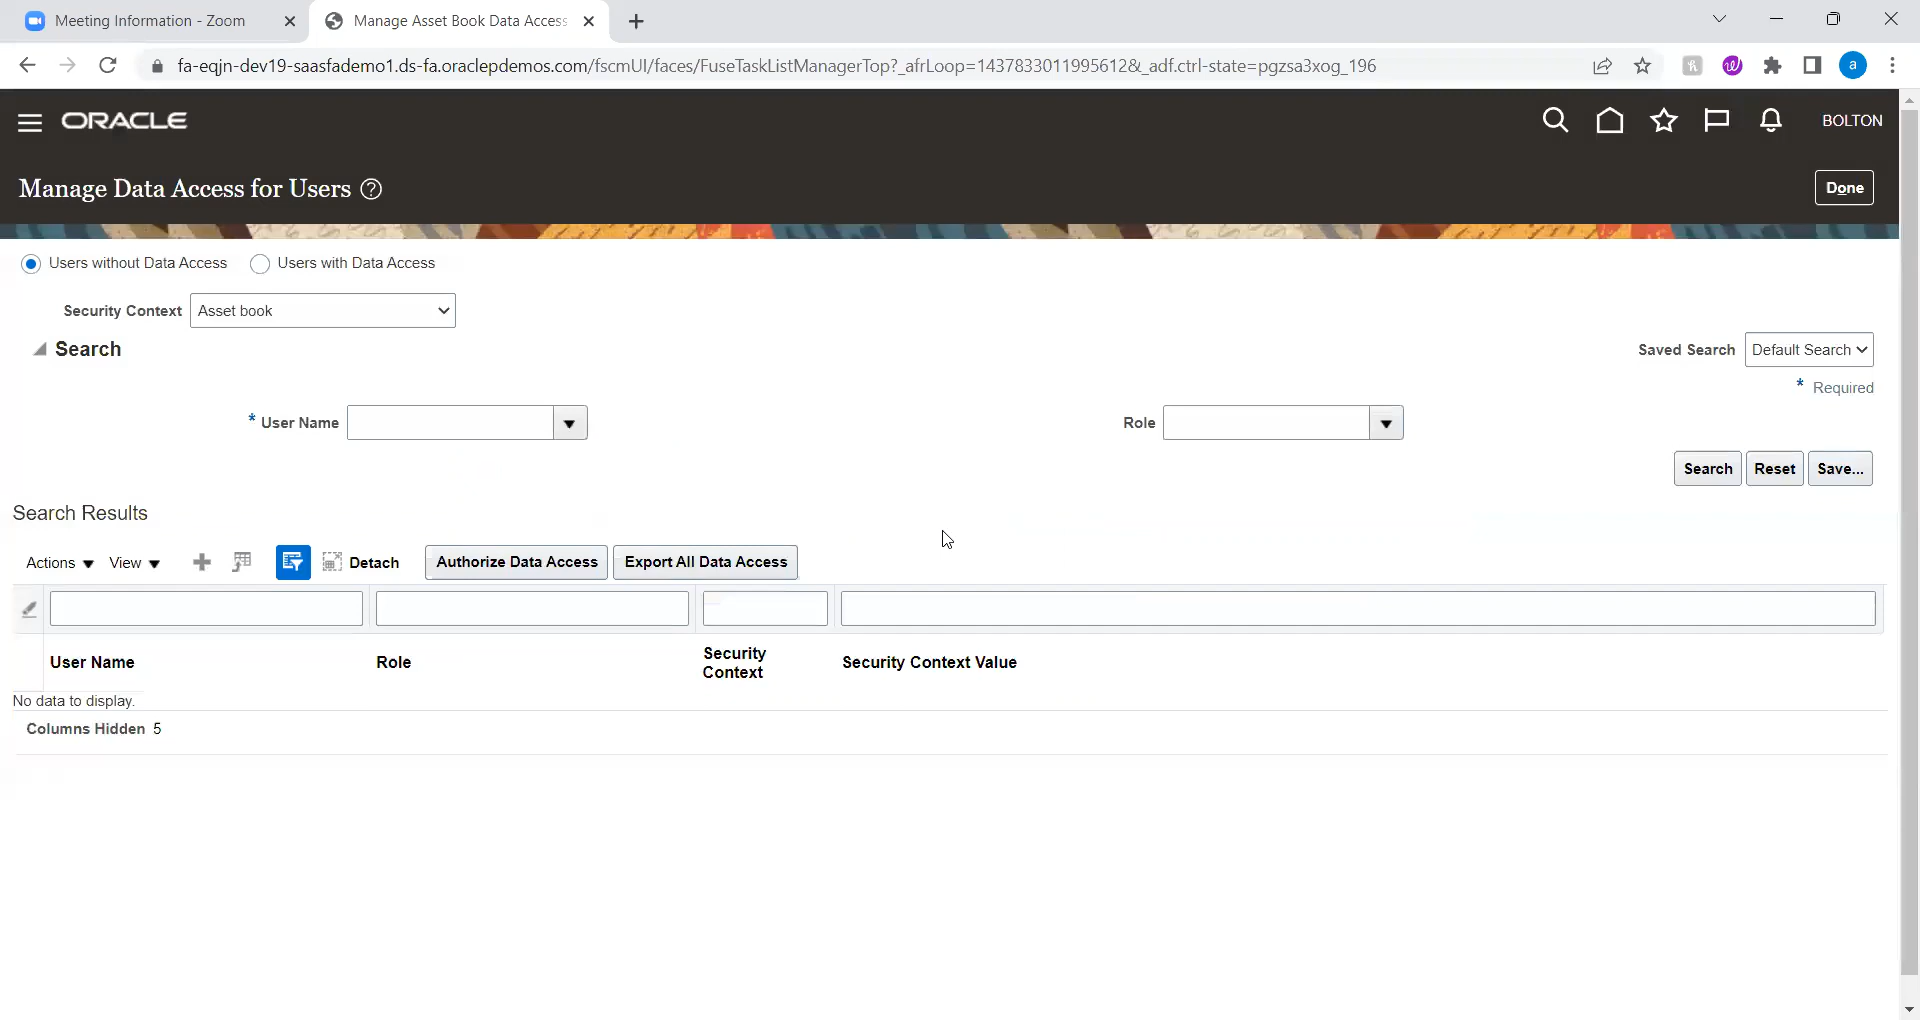 Meeting Information - Zoom
Manage Asset Book Data Access
fa-eqjn-dev19-saasfademo1.ds-fa.oraclepdemos.com/fscmUI/faces/FuseTaskListManagerTop?_afrLoop=1437833011995612&_adf.ctrl-state=pgzsa3xog_196
a
ORACLE
BOLTON
Manage Data Access for Users ?
Done
Users without Data Access Users with Data Access
Security Context Asset book
Search
Saved Search Default Search
* Required
* User Name
Role
Search Reset Save...
Search Results
Actions View Detach Authorize Data Access Export All Data Access
User Name Role Security Context Security Context Value
No data to display.
Columns Hidden 5